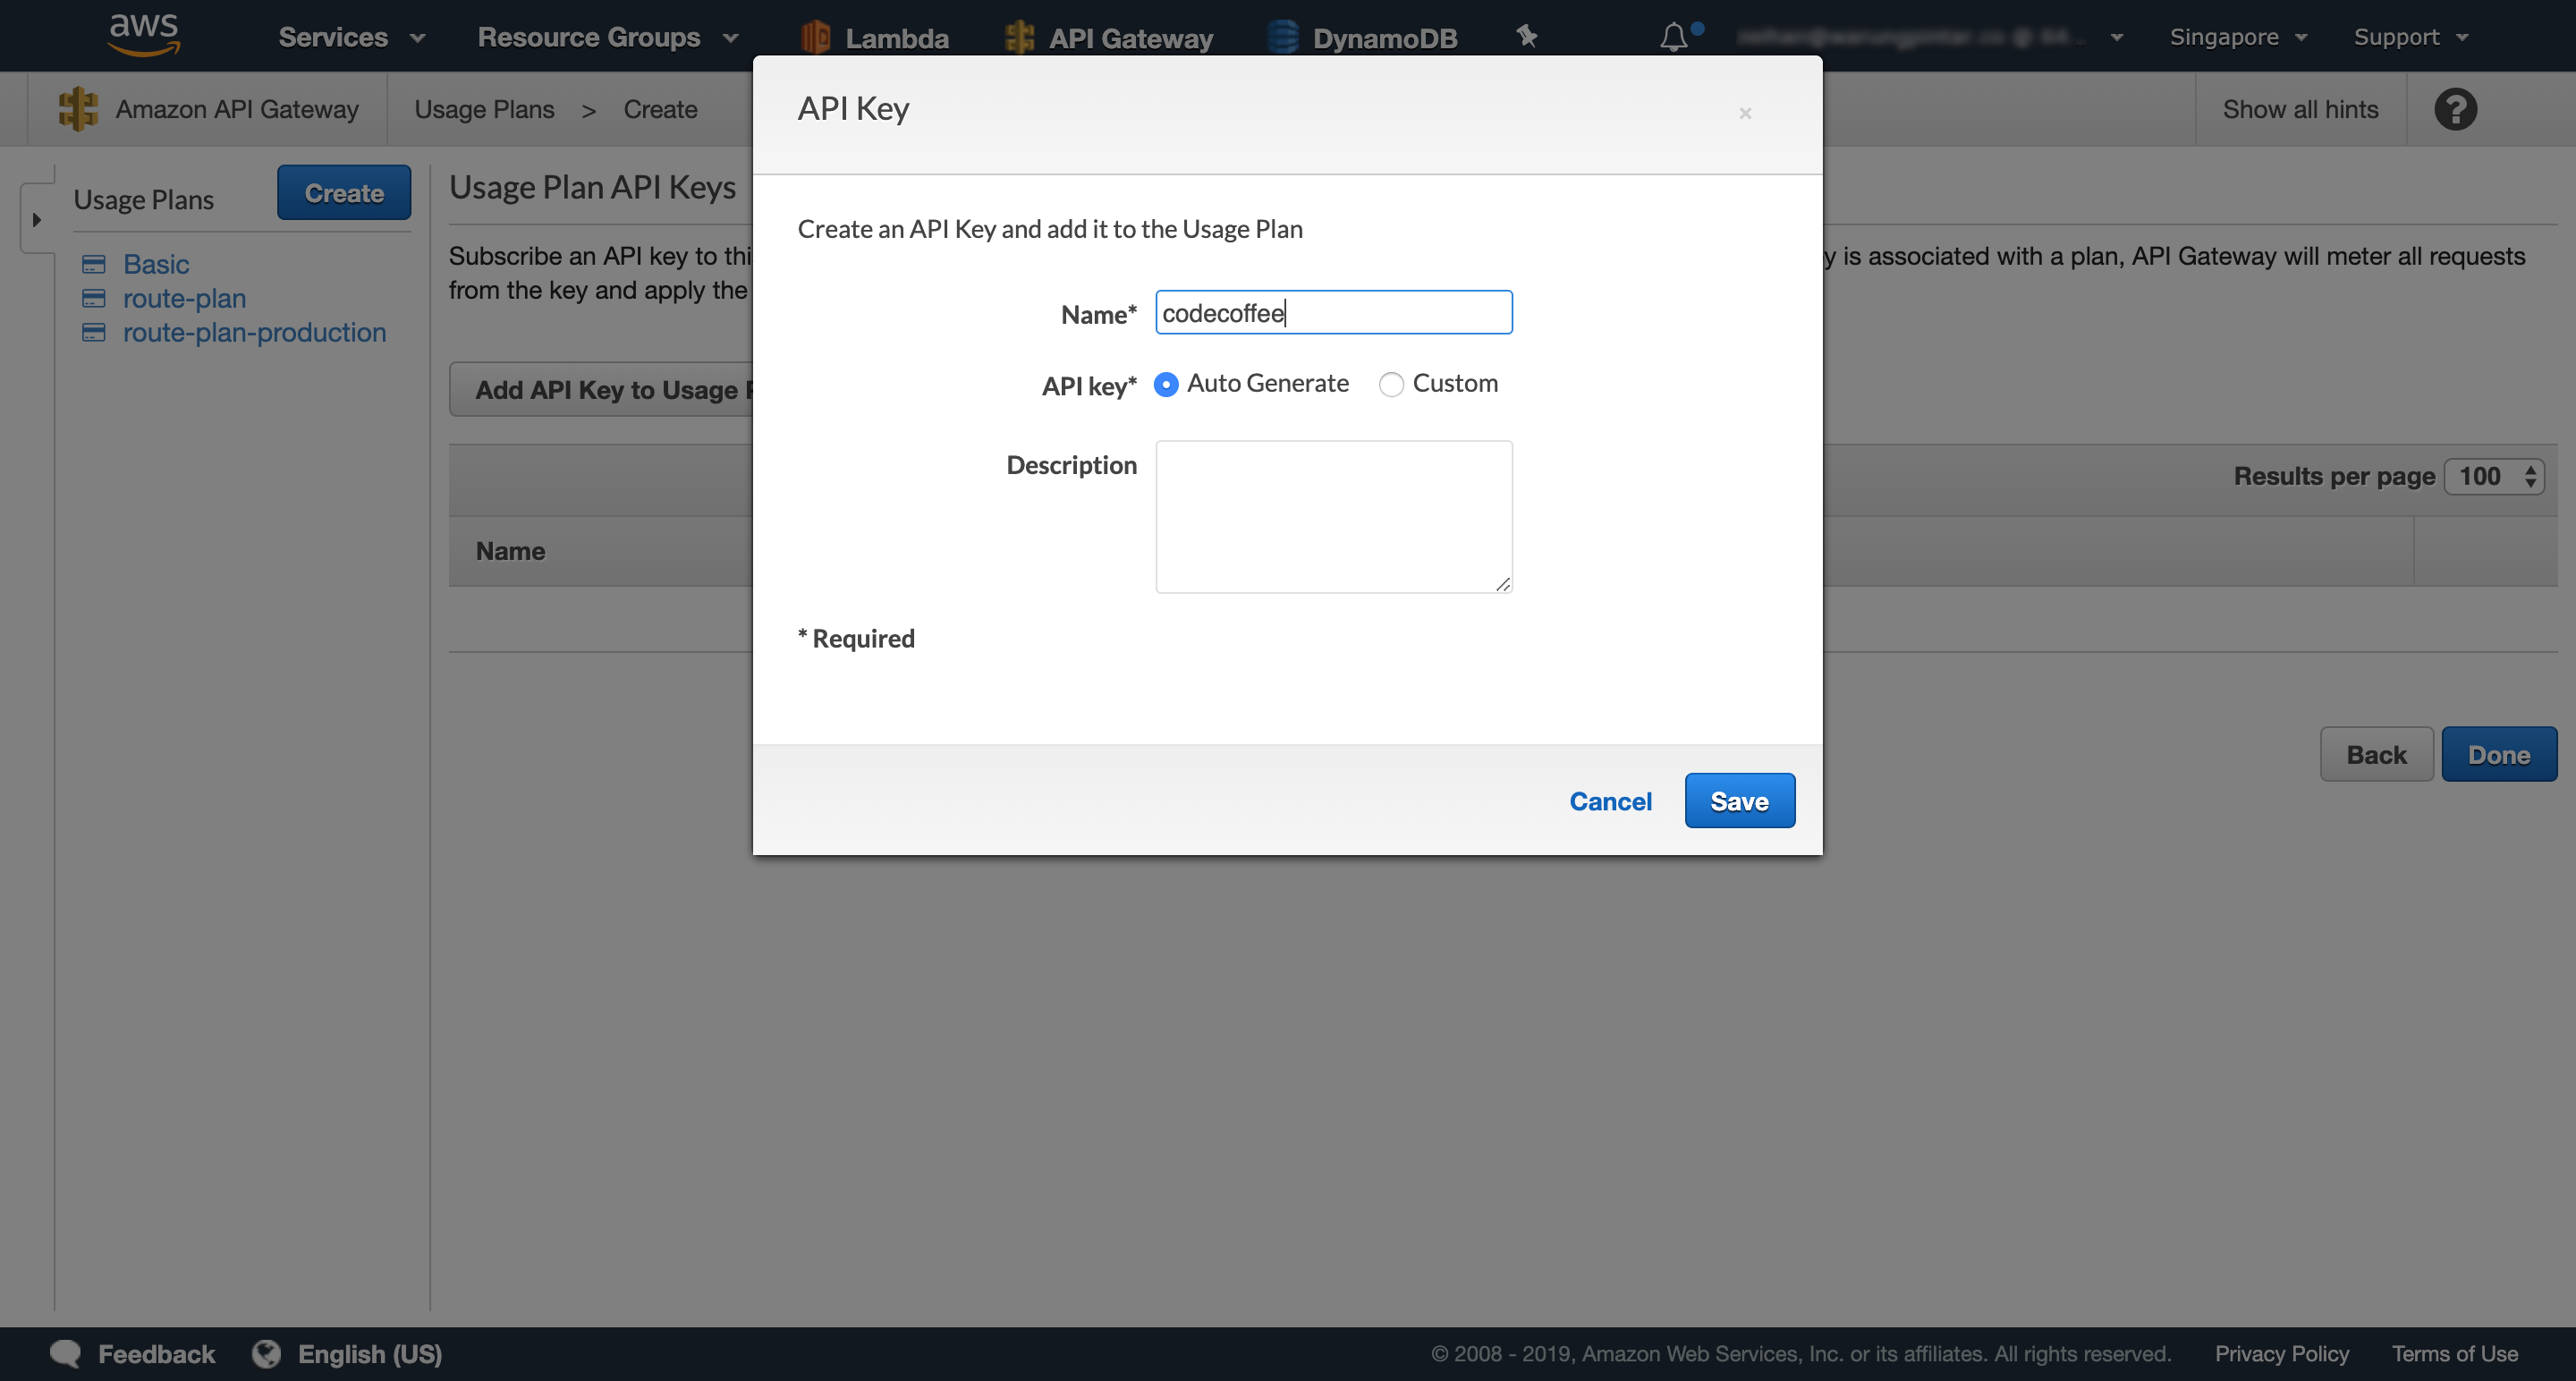 aws
Services
Resource Groups
Lambda
API Gateway
DynamoDB
Singapore
Support
Amazon API Gateway
Usage Plans > Create
Show all hints
?
API Key
×
Usage Plans
Create
Basic
route-plan
route-plan-production
Usage Plan API Keys
Subscribe an API key to thi
y is associated with a plan, API Gateway will meter all requests
from the key and apply the
Add API Key to Usage
Results per page 100
Name
Create an API Key and add it to the Usage Plan
Name* codecoffee
API key* Auto Generate Custom
Description
* Required
Cancel
Save
Back
Done
Feedback
English (US)
© 2008 - 2019, Amazon Web Services, Inc. or its affiliates. All rights reserved.
Privacy Policy
Terms of Use